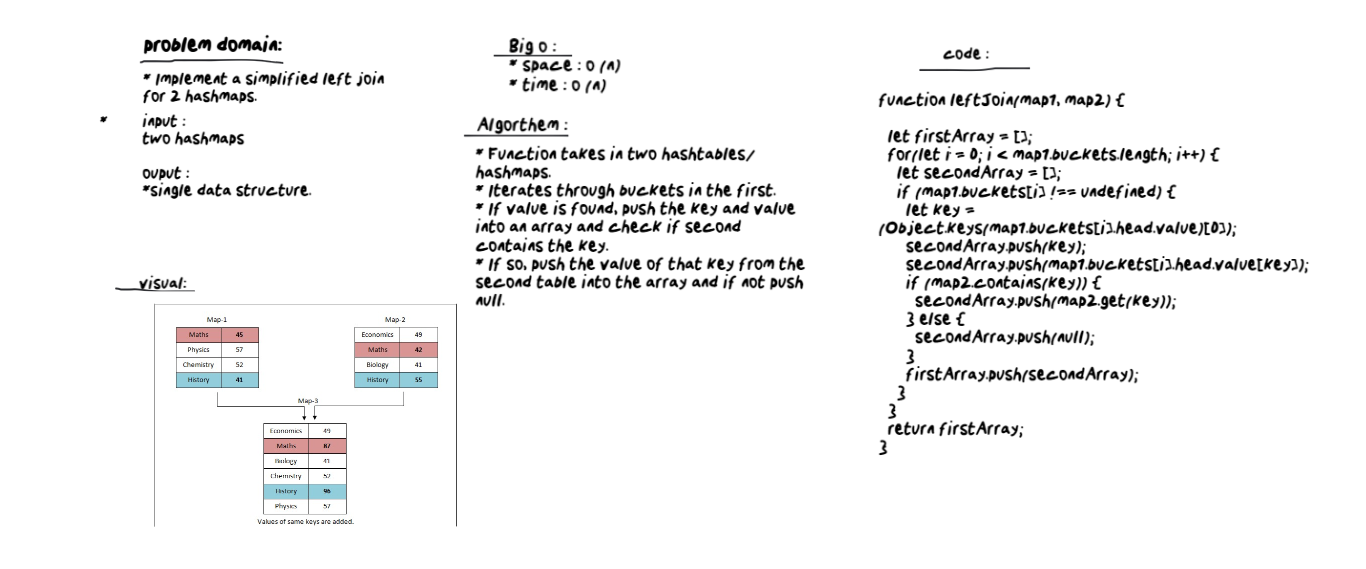 problem domain:
* Implement a simplified left join
for 2 hashmaps.
* input :
two hashmaps
ouput :
*single data structure.
visual:
Map-1
Maths 45
Physics 57
Chemistry 52
History 41
Map-2
Economics 49
Maths 42
Biology 41
History 55
Map-3
Economics 49
Maths 87
Biology 41
Chemistry 52
History 96
Physics 57
Values of same keys are added.
Big o :
* space : o (n)
* time : o (n)
Algorthem :
* Function takes in two hashtables/
hashmaps.
* Iterates through buckets in the first.
* If value is found, push the key and value
into an array and check if second
contains the key.
* If so, push the value of that key from the
second table into the array and if not push
null.
code :
function leftJoin(map1, map2) {
let firstArray = [];
for(let i = 0; i < map1.buckets.length; i++) {
let secondArray = [];
if (map1.buckets[i] !== undefined) {
let key =
(Object.keys(map1.buckets[i].head.value)[0]);
secondArray.push(key);
secondArray.push(map1.buckets[i].head.value[key]);
if (map2.contains(key)) {
secondArray.push(map2.get(key));
} else {
secondArray.push(null);
}
firstArray.push(secondArray);
}
}
return firstArray;
}